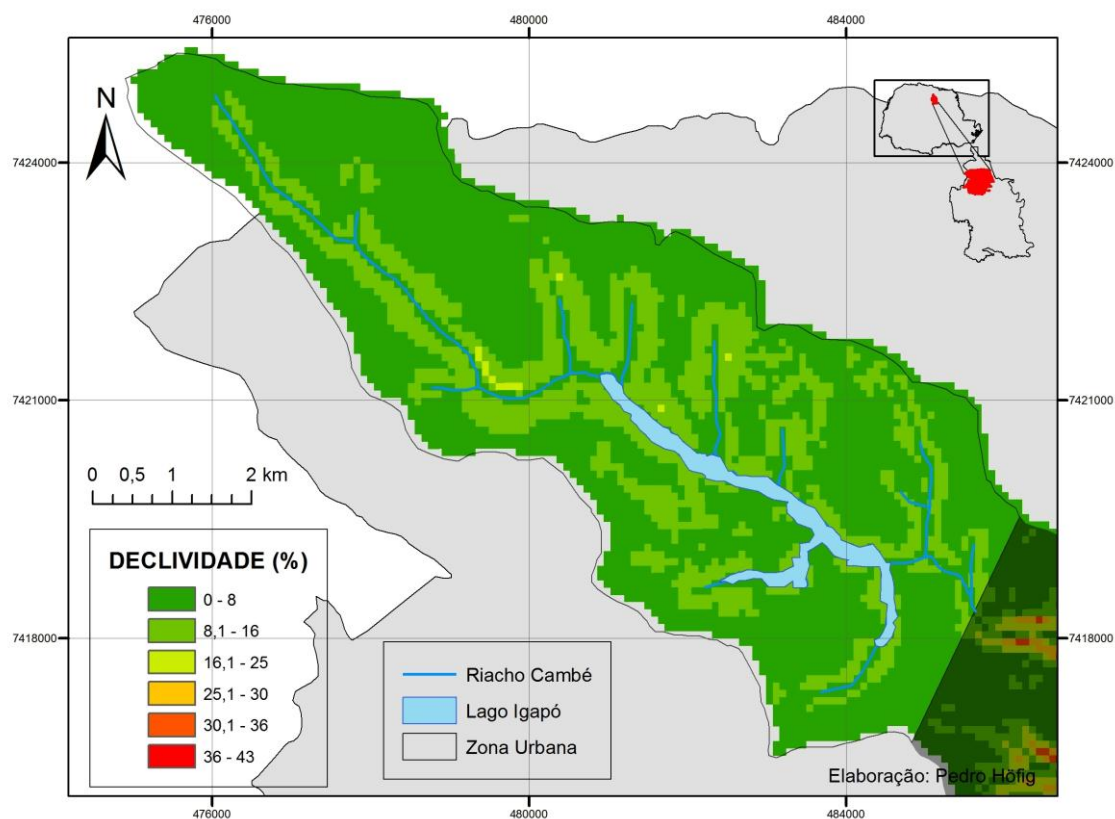 476000 480000 484000
N
7424000 7424000
7421000 7421000
0 0,5 1 2 km
DECLIVIDADE (%)
0 - 8
8,1 - 16
16,1 - 25
25,1 - 30
30,1 - 36
36 - 43
7418000 7418000
Riacho Cambé
Lago Igapó
Zona Urbana
Elaboração: Pedro Höfig
476000 480000 484000